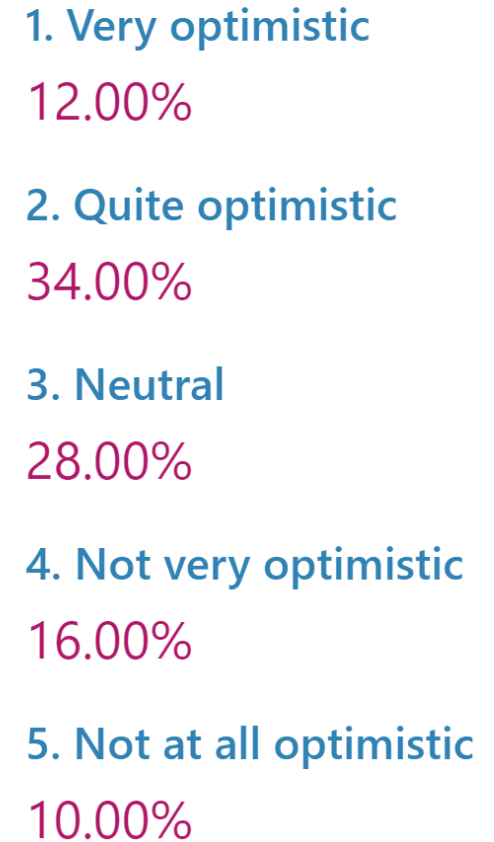 1. Very optimistic
12.00%
2. Quite optimistic
34.00%
3. Neutral
28.00%
4. Not very optimistic
16.00%
5. Not at all optimistic
10.00%